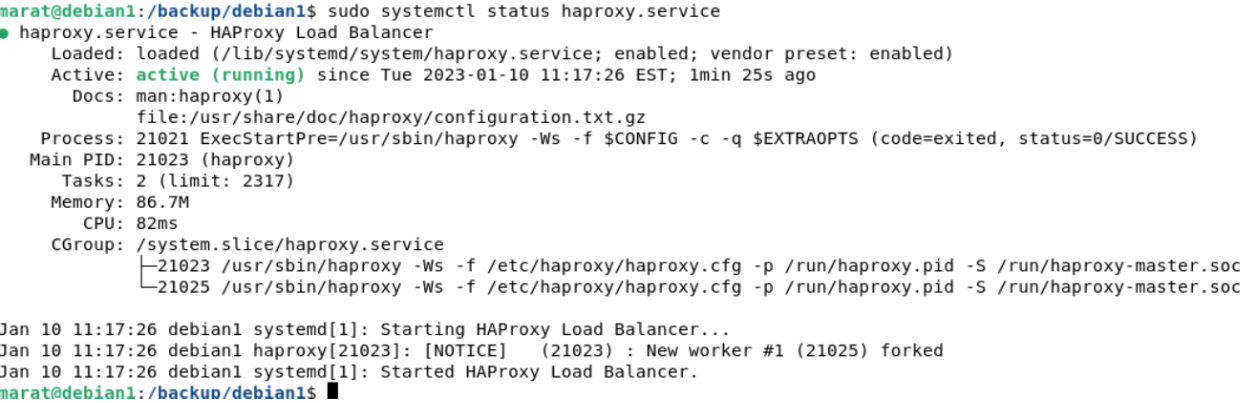 marat@debian1:/backup/debian1$ sudo systemctl status haproxy.service
● haproxy.service - HAProxy Load Balancer
     Loaded: loaded (/lib/systemd/system/haproxy.service; enabled; vendor preset: enabled)
     Active: active (running) since Tue 2023-01-10 11:17:26 EST; 1min 25s ago
       Docs: man:haproxy(1)
             file:/usr/share/doc/haproxy/configuration.txt.gz
    Process: 21021 ExecStartPre=/usr/sbin/haproxy -Ws -f $CONFIG -c -q $EXTRAOPTS (code=exited, status=0/SUCCESS)
   Main PID: 21023 (haproxy)
      Tasks: 2 (limit: 2317)
     Memory: 86.7M
        CPU: 82ms
     CGroup: /system.slice/haproxy.service
             ├─21023 /usr/sbin/haproxy -Ws -f /etc/haproxy/haproxy.cfg -p /run/haproxy.pid -S /run/haproxy-master.soc
             └─21025 /usr/sbin/haproxy -Ws -f /etc/haproxy/haproxy.cfg -p /run/haproxy.pid -S /run/haproxy-master.soc

Jan 10 11:17:26 debian1 systemd[1]: Starting HAProxy Load Balancer...
Jan 10 11:17:26 debian1 haproxy[21023]: [NOTICE]   (21023) : New worker #1 (21025) forked
Jan 10 11:17:26 debian1 systemd[1]: Started HAProxy Load Balancer.
marat@debian1:/backup/debian1$